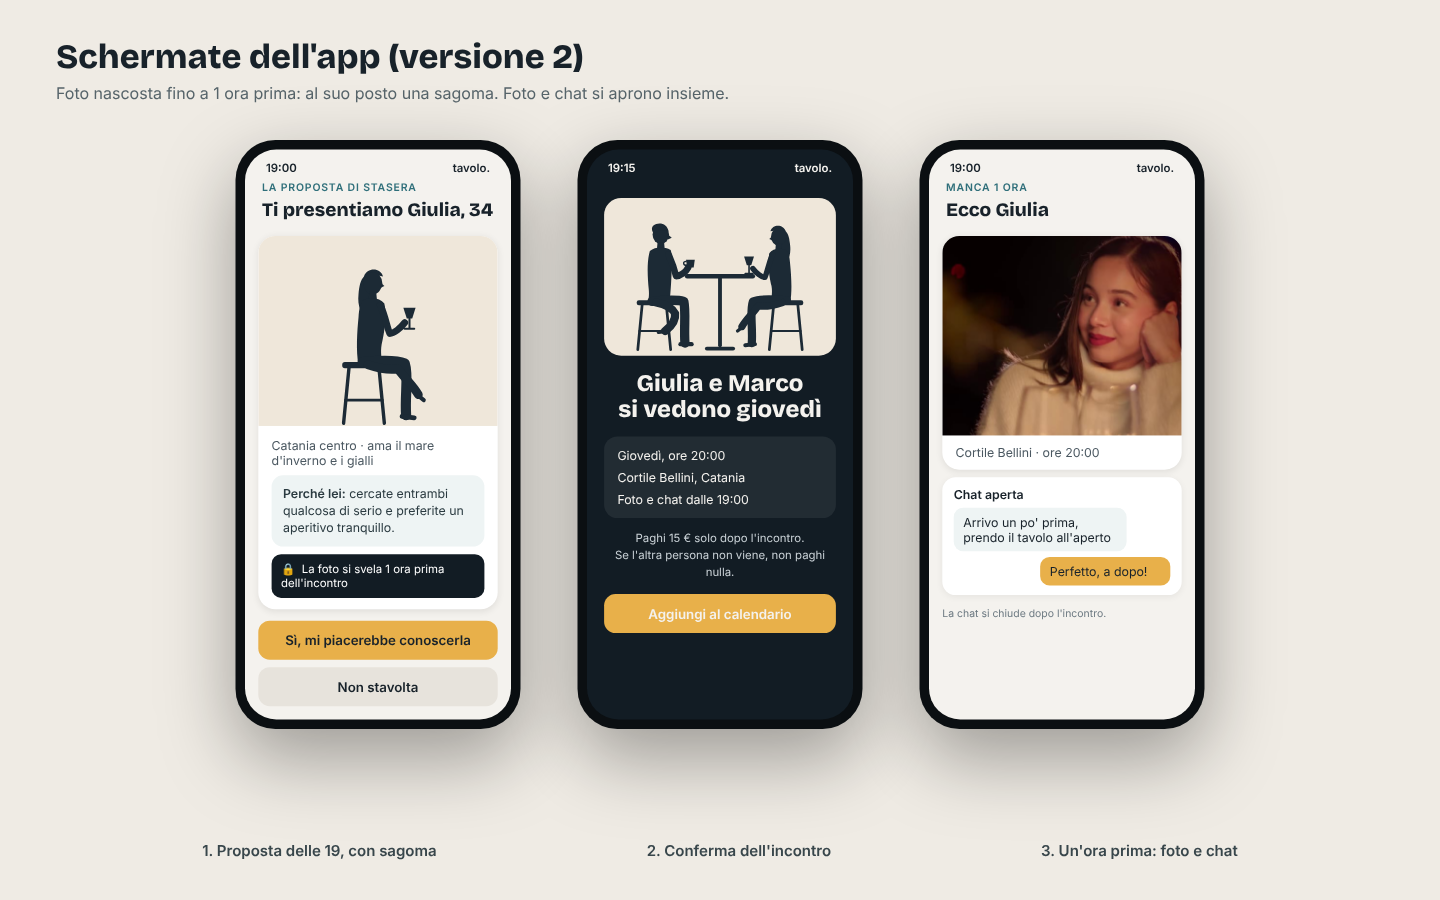 Schermate dell'app (versione 2)
Foto nascosta fino a 1 ora prima: al suo posto una sagoma. Foto e chat si aprono insieme.
19:00 tavolo.
LA PROPOSTA DI STASERA
Ti presentiamo Giulia, 34
Catania centro · ama il mare
d'inverno e i gialli
Perché lei: cercate entrambi
qualcosa di serio e preferite un
aperitivo tranquillo.
🔒 La foto si svela 1 ora prima
dell'incontro
Sì, mi piacerebbe conoscerla
Non stavolta
19:15 tavolo.
Giulia e Marco
si vedono giovedì
Giovedì, ore 20:00
Cortile Bellini, Catania
Foto e chat dalle 19:00
Paghi 15 € solo dopo l'incontro.
Se l'altra persona non viene, non paghi
nulla.
Aggiungi al calendario
19:00 tavolo.
MANCA 1 ORA
Ecco Giulia
Cortile Bellini · ore 20:00
Chat aperta
Arrivo un po' prima,
prendo il tavolo all'aperto
Perfetto, a dopo!
La chat si chiude dopo l'incontro.
1. Proposta delle 19, con sagoma
2. Conferma dell'incontro
3. Un'ora prima: foto e chat